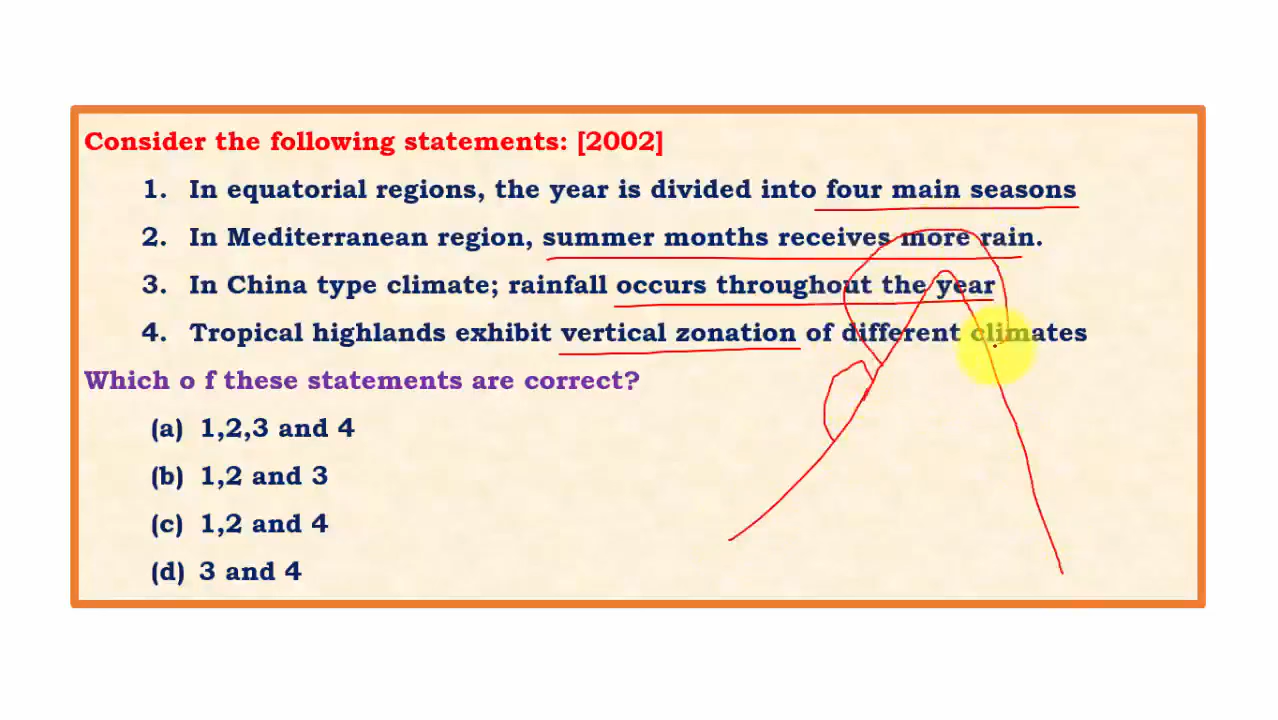 Consider the following statements: [2002]
1. In equatorial regions, the year is divided into four main seasons
2. In Mediterranean region, summer months receives more rain.
3. In China type climate; rainfall occurs throughout the year
4. Tropical highlands exhibit vertical zonation of different climates
Which o f these statements are correct?
(a) 1,2,3 and 4
(b) 1,2 and 3
(c) 1,2 and 4
(d) 3 and 4